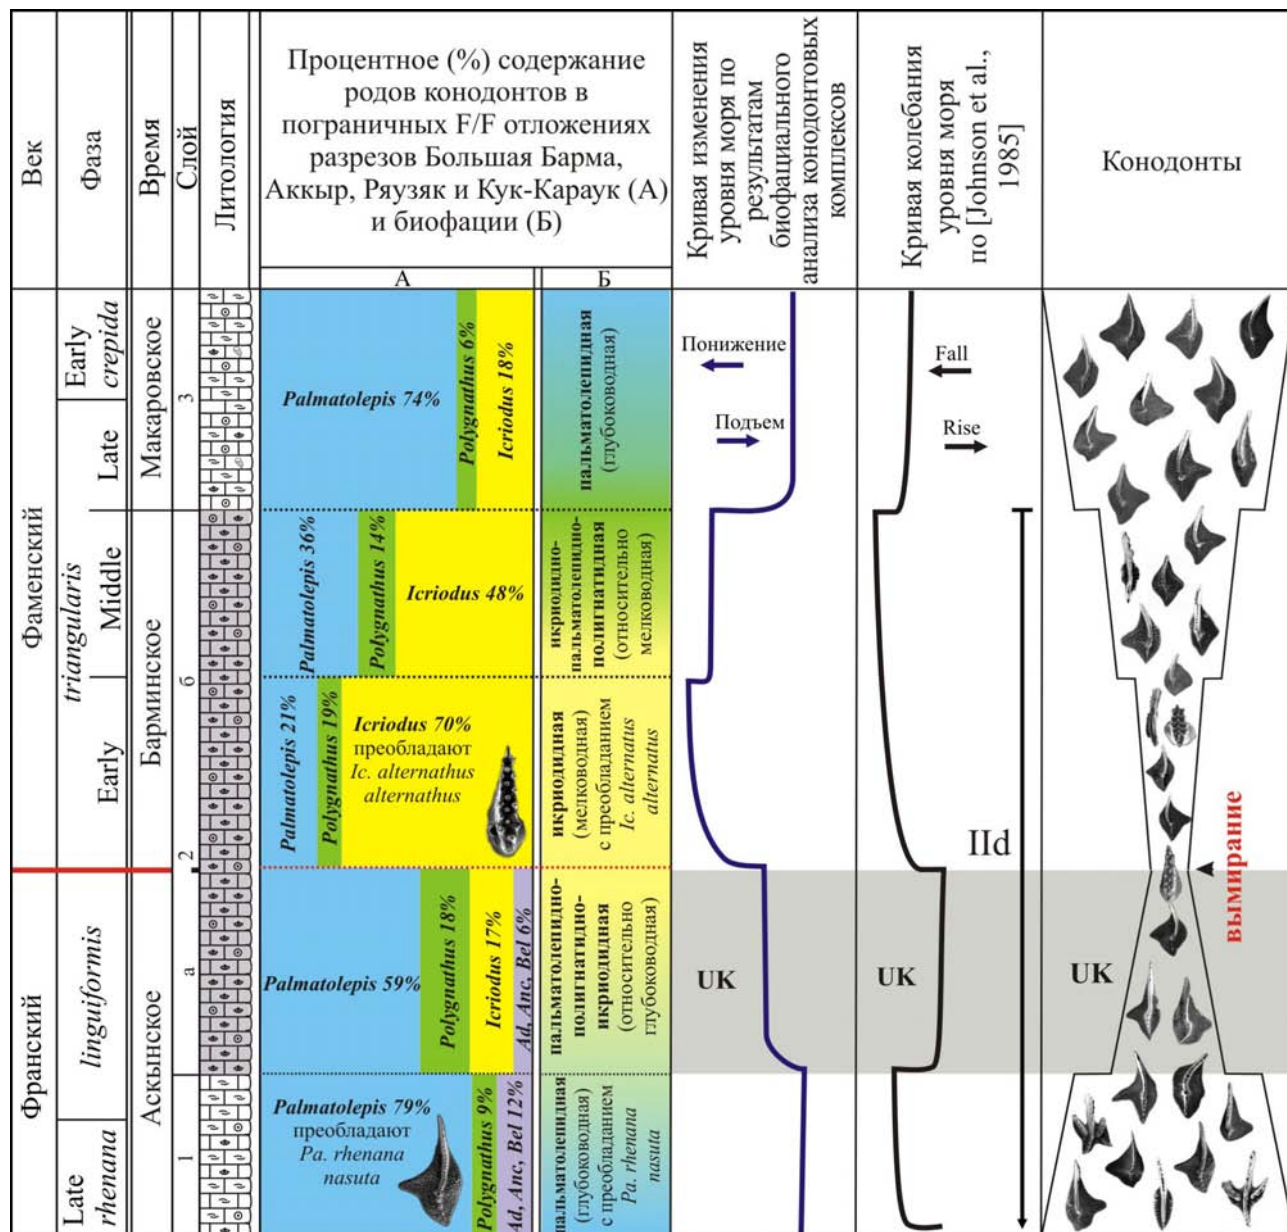 Век
Фаза
Время
Слой
Литология
Процентное (%) содержание
родов конодонтов в
пограничных F/F отложениях
разрезов Большая Барма,
Аккыр, Ряузяк и Кук-Караук (А)
и биофации (Б)
А
Б
Кривая изменения
уровня моря по
результатам
биофациального
анализа конодонтовых
комплексов
Кривая колебания
уровня моря
по [Johnson et al.,
1985]
Конодонты
Фаменский
Франский
Early
crepida
Late
triangularis
Middle
Early
linguiformis
Late
rhenana
Макаровское
Барминское
Аскынское
3
б
2
а
1
Palmatolepis 74%
Polygnathus 6%
Icriodus 18%
пальматолепидная
(глубоководная)
Palmatolepis 36%
Polygnathus 14%
Icriodus 48%
икриодидно-
пальматолепидно-
полигнатидная
(относительно
мелководная)
Palmatolepis 21%
Polygnathus 19%
Icriodus 70%
преобладают
Ic. alternathus
alternathus
икриодидная
(мелководная)
с преобладанием
Ic. alternatus
alternatus
Palmatolepis 59%
Polygnathus 18%
Icriodus 17%
Ad, Anc, Bel 6%
пальматолепидно-
полигнатидно-
икриодидная
(относительно
глубоководная)
Palmatolepis 79%
преобладают
Pa. rhenana
nasuta
Polygnathus 9%
Ad, Anc, Bel 12%
пальматолепидная
(глубоководная)
с преобладанием
Pa. rhenana
nasuta
Понижение
Подъем
UK
Fall
Rise
IId
UK
UK
вымирание